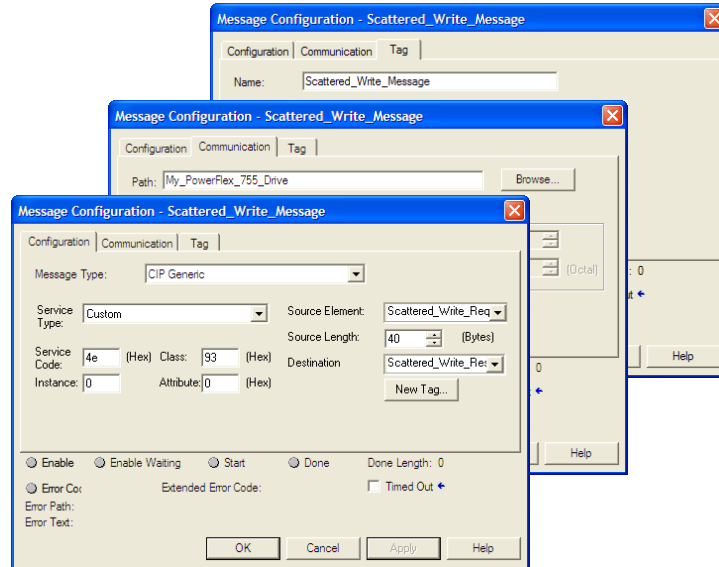 Message Configuration - Scattered_Write_Message
Configuration Communication Tag
Name: Scattered_Write_Message
Message Configuration - Scattered_Write_Message
Configuration Communication Tag
Path: My_PowerFlex_755_Drive Browse...
(Octal)
Message Configuration - Scattered_Write_Message
Configuration Communication Tag
Message Type: CIP Generic
Service Type: Custom
Source Element: Scattered_Write_Req
Source Length: 40 (Bytes)
Service Code: 4e (Hex) Class: 93 (Hex)
Destination Scattered_Write_Res
Instance: 0 Attribute: 0 (Hex)
New Tag...
Enable Enable Waiting Start Done Done Length: 0
Error Coc Extended Error Code: Timed Out
Error Path:
Error Text:
OK Cancel Apply Help
0
Help
: 0
Help